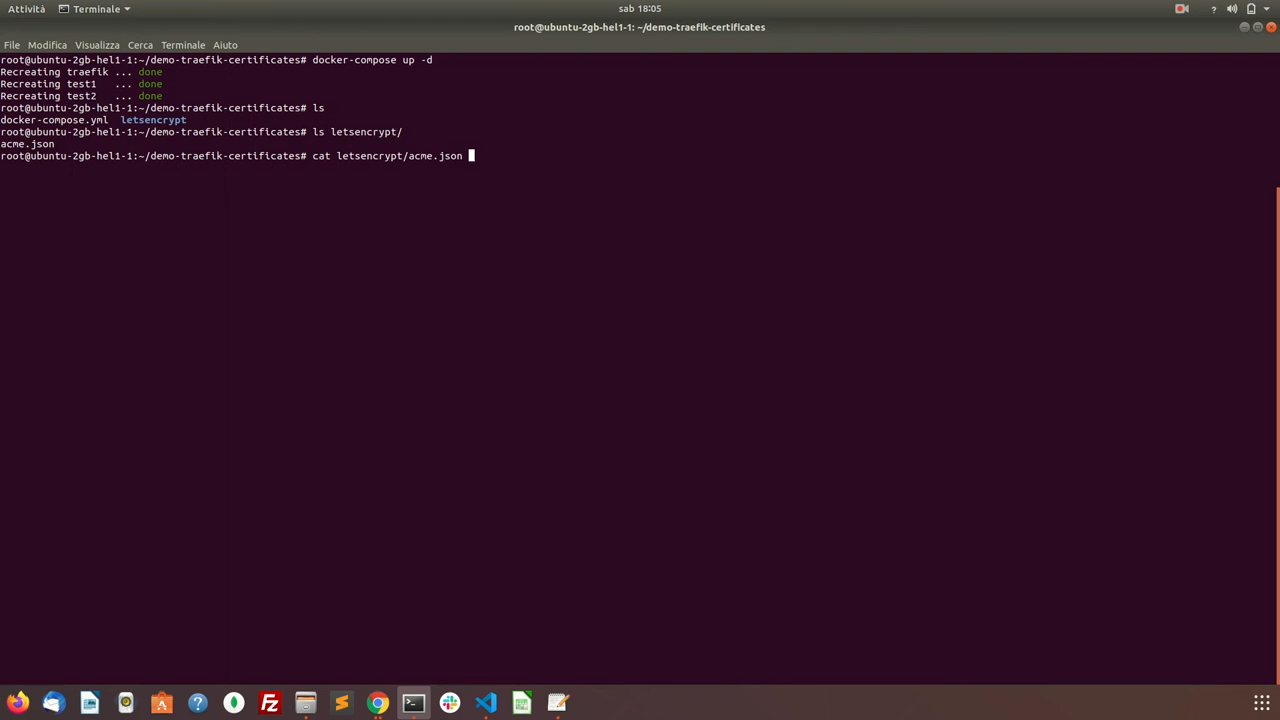 Attività
Terminale
sab 18:05
root@ubuntu-2gb-hel1-1: ~/demo-traefik-certificates
File Modifica Visualizza Cerca Terminale Aiuto
root@ubuntu-2gb-hel1-1:~/demo-traefik-certificates# docker-compose up -d
Recreating traefik ... done
Recreating test1   ... done
Recreating test2   ... done
root@ubuntu-2gb-hel1-1:~/demo-traefik-certificates# ls
docker-compose.yml  letsencrypt
root@ubuntu-2gb-hel1-1:~/demo-traefik-certificates# ls letsencrypt/
acme.json
root@ubuntu-2gb-hel1-1:~/demo-traefik-certificates# cat letsencrypt/acme.json